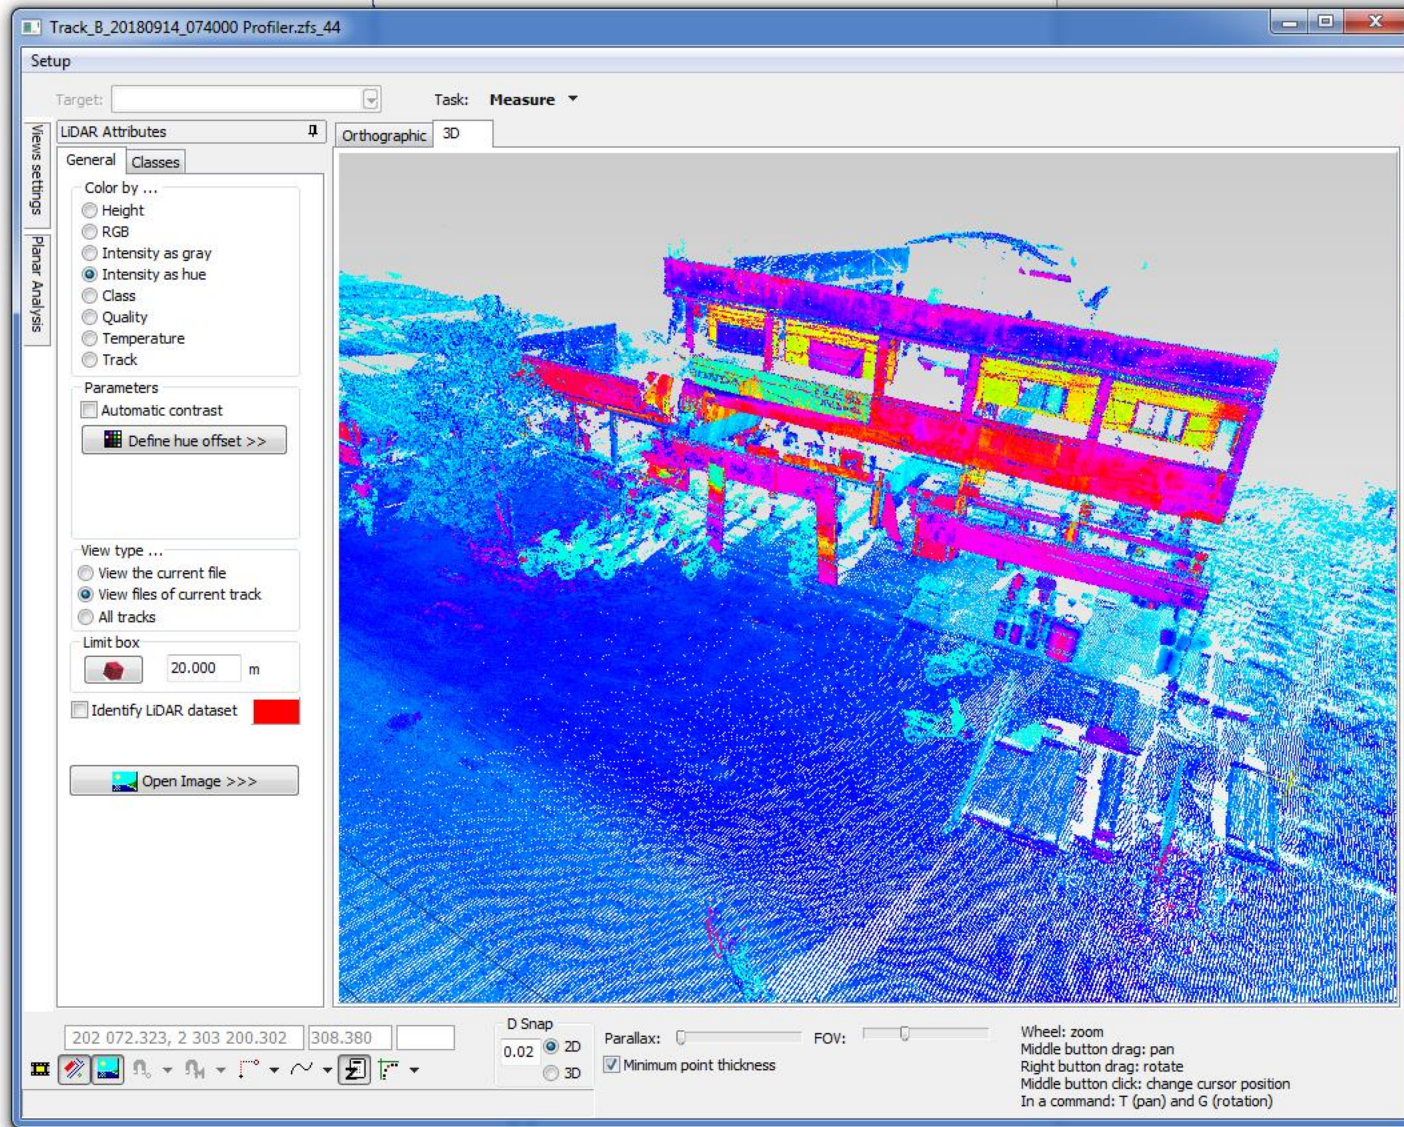 Track_B_20180914_074000 Profiler.zfs_44
Setup
Target:
Task: Measure
Views settings
Planar Analysis
LiDAR Attributes
General Classes
Orthographic 3D
Color by ...
Height
RGB
Intensity as gray
Intensity as hue
Class
Quality
Temperature
Track
Parameters
Automatic contrast
Define hue offset >>
View type ...
View the current file
View files of current track
All tracks
Limit box
20.000 m
Identify LiDAR dataset
Open Image >>>
202 072.323, 2 303 200.302 308.380
D Snap
0.02 2D
3D
Parallax: FOV:
Minimum point thickness
Wheel: zoom
Middle button drag: pan
Right button drag: rotate
Middle button click: change cursor position
In a command: T (pan) and G (rotation)